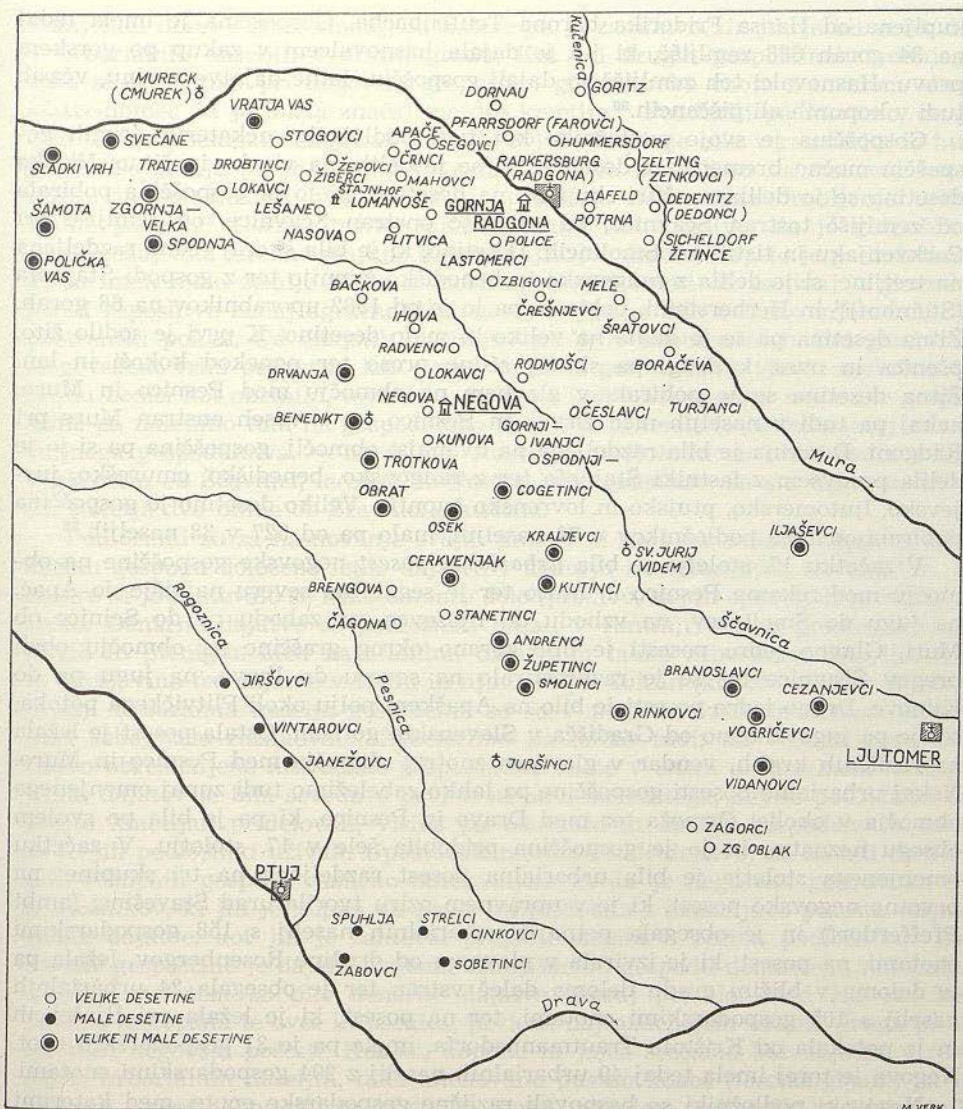 Kučenica
MURECK
(CMUREK)
SVEČANE
VRATJA VAS
STOGOVCI
APAČE
SEGOVCI
DORNAU
GORITZ
PFARRSDORF (FAROVCI)
HUMMERSDORF
SLADKI VRH
TRATE
DROBTINCI
ŽEPOVCI
ČRNCI
RADKERSBURG
(RADGONA)
ZELTING
(ZENKOVCI)
ŽIBERCI
MAHOVCI
LOKAVCI
ŠTAJNHOF
LOMANOŠE
LAAFELD
DEDENITZ
(DEDONCI)
ŠAMOTA
ZGORNJA —
VELKA
LEŠANE
GORNJA
RADGONA
POTRNA
SPODNJA —
NASOVA
PLITVICA
POLICE
SICHELDORF
ŽETINCE
POLIČKA
VAS
LASTOMERCI
ZBIGOVCI
MELE
BAČKOVA
ČREŠNJEVCI
IHOVA
ŠRATOVCI
RADVENCI
BORAČEVA
DRVANJA
LOKAVCI
RODMOŠCI
TURJANCI
NEGOVA
NEGOVA
OČESLAVCI
BENEDIKT
GORNJI —
KUNOVA
IVANJCI
Mura
TROTKOVA
SPODNJI —
OBRAT
COGETINCI
OSEK
ILJAŠEVCI
KRALJEVCI
SV. JURIJ
(VIDEM)
CERKVENJAK
KUTINCI
BRENGOVA
Rogoznica
STANETINCI
Ščavnica
ČAGONA
ANDRENCI
ŽUPETINCI
BRANOSLAVCI
JIRŠOVCI
Pesnica
SMOLINCI
CEZANJEVCI
RINKOVCI
VINTAROVCI
VOGRIČEVCI
LJUTOMER
JANEŽOVCI
JURŠINCI
VIDANOVCI
ZAGORCI
ZG. OBLAK
PTUJ
SPUHLJA
STRELCI
CINKOVCI
ZABOVCI
SOBETINCI
Drava
VELIKE DESETINE
MALE DESETINE
VELIKE IN MALE DESETINE
M. VERK